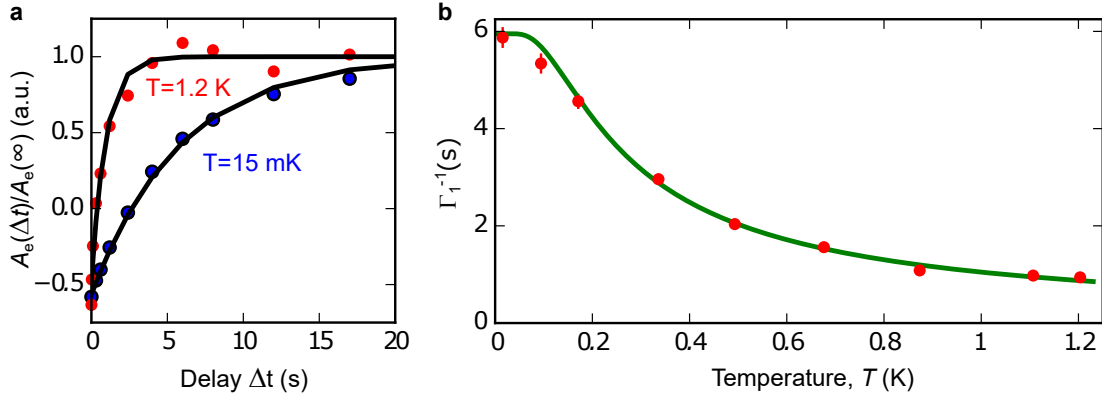 a
A_e(Δt)/A_e(∞) (a.u.)
1.0
0.5
0.0
−0.5
T=1.2 K
T=15 mK
0 5 10 15 20
Delay Δt (s)
b
Γ₁⁻¹(s)
6
4
2
0
0 0.2 0.4 0.6 0.8 1 1.2
Temperature, T (K)